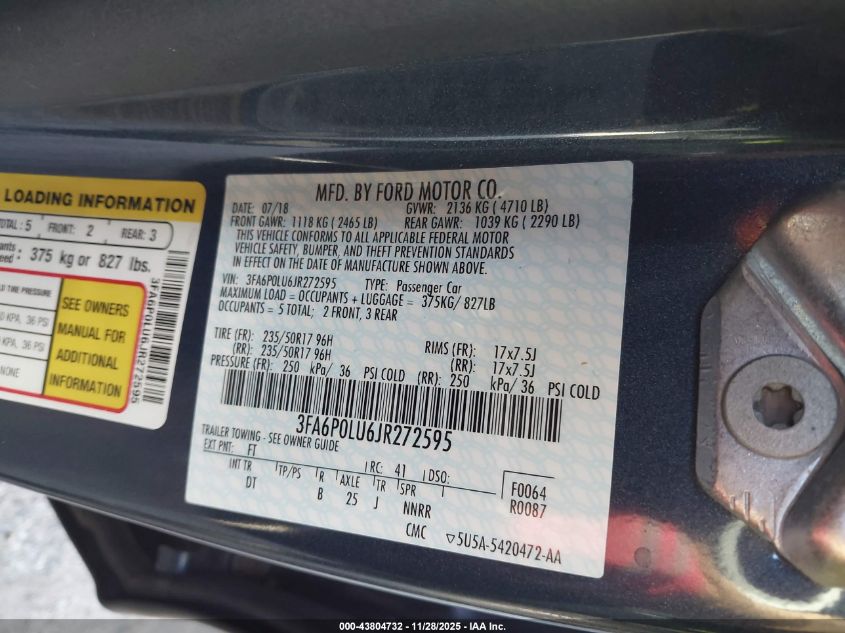 LOADING INFORMATION
TOTAL : 5 FRONT: 2 REAR: 3
375 kg or 827 lbs.
TIRE PRESSURE
KPA, 36 PSI
KPA, 36 PSI
NONE
SEE OWNERS
MANUAL FOR
ADDITIONAL
INFORMATION
3FA6P0LU6JR272595
MFD. BY FORD MOTOR CO.
DATE: 07/18 GVWR: 2136 KG ( 4710 LB)
FRONT GAWR: 1118 KG ( 2465 LB) REAR GAWR: 1039 KG ( 2290 LB)
THIS VEHICLE CONFORMS TO ALL APPLICABLE FEDERAL MOTOR
VEHICLE SAFETY, BUMPER, AND THEFT PREVENTION STANDARDS
IN EFFECT ON THE DATE OF MANUFACTURE SHOWN ABOVE.
VIN: 3FA6P0LU6JR272595 TYPE: Passenger Car
MAXIMUM LOAD = OCCUPANTS + LUGGAGE = 375KG/ 827LB
OCCUPANTS = 5 TOTAL; 2 FRONT, 3 REAR
TIRE (FR): 235/50R17 96H RIMS (FR): 17x7.5J
(RR): 235/50R17 96H (RR): 17x7.5J
PRESSURE (FR): 250 kPa/ 36 PSI COLD (RR): 250 kPa/ 36 PSI COLD
3FA6P0LU6JR272595
TRAILER TOWING - SEE OWNER GUIDE
EXT PNT: FT RC: 41 DSO:
INT TR TP/PS R AXLE TR SPR F0064
DT B 25 J NNRR R0087
CMC ▽5U5A-5420472-AA
000-43804732 - 11/28/2025 - IAA Inc.